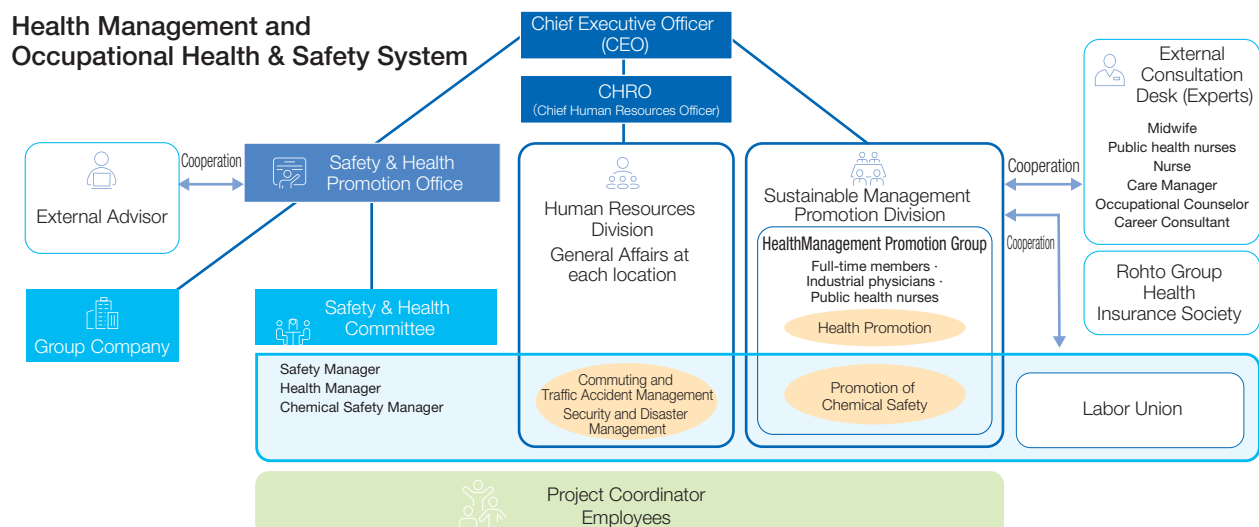 Health Management and
Occupational Health & Safety System
Chief Executive Officer
(CEO)
CHRO
(Chief Human Resources Officer)
External Advisor
Cooperation
Safety & Health
Promotion Office
Group Company
Safety & Health
Committee
Safety Manager
Health Manager
Chemical Safety Manager
Human Resources
Division
General Affairs at
each location
Commuting and
Traffic Accident Management
Security and Disaster
Management
Sustainable Management
Promotion Division
HealthManagement Promotion Group
Full-time members ·
Industrial physicians ·
Public health nurses
Health Promotion
Promotion of
Chemical Safety
Cooperation
Cooperation
External
Consultation
Desk (Experts)
Midwife
Public health nurses
Nurse
Care Manager
Occupational Counselor
Career Consultant
Rohto Group
Health
Insurance Society
Labor Union
Project Coordinator
Employees